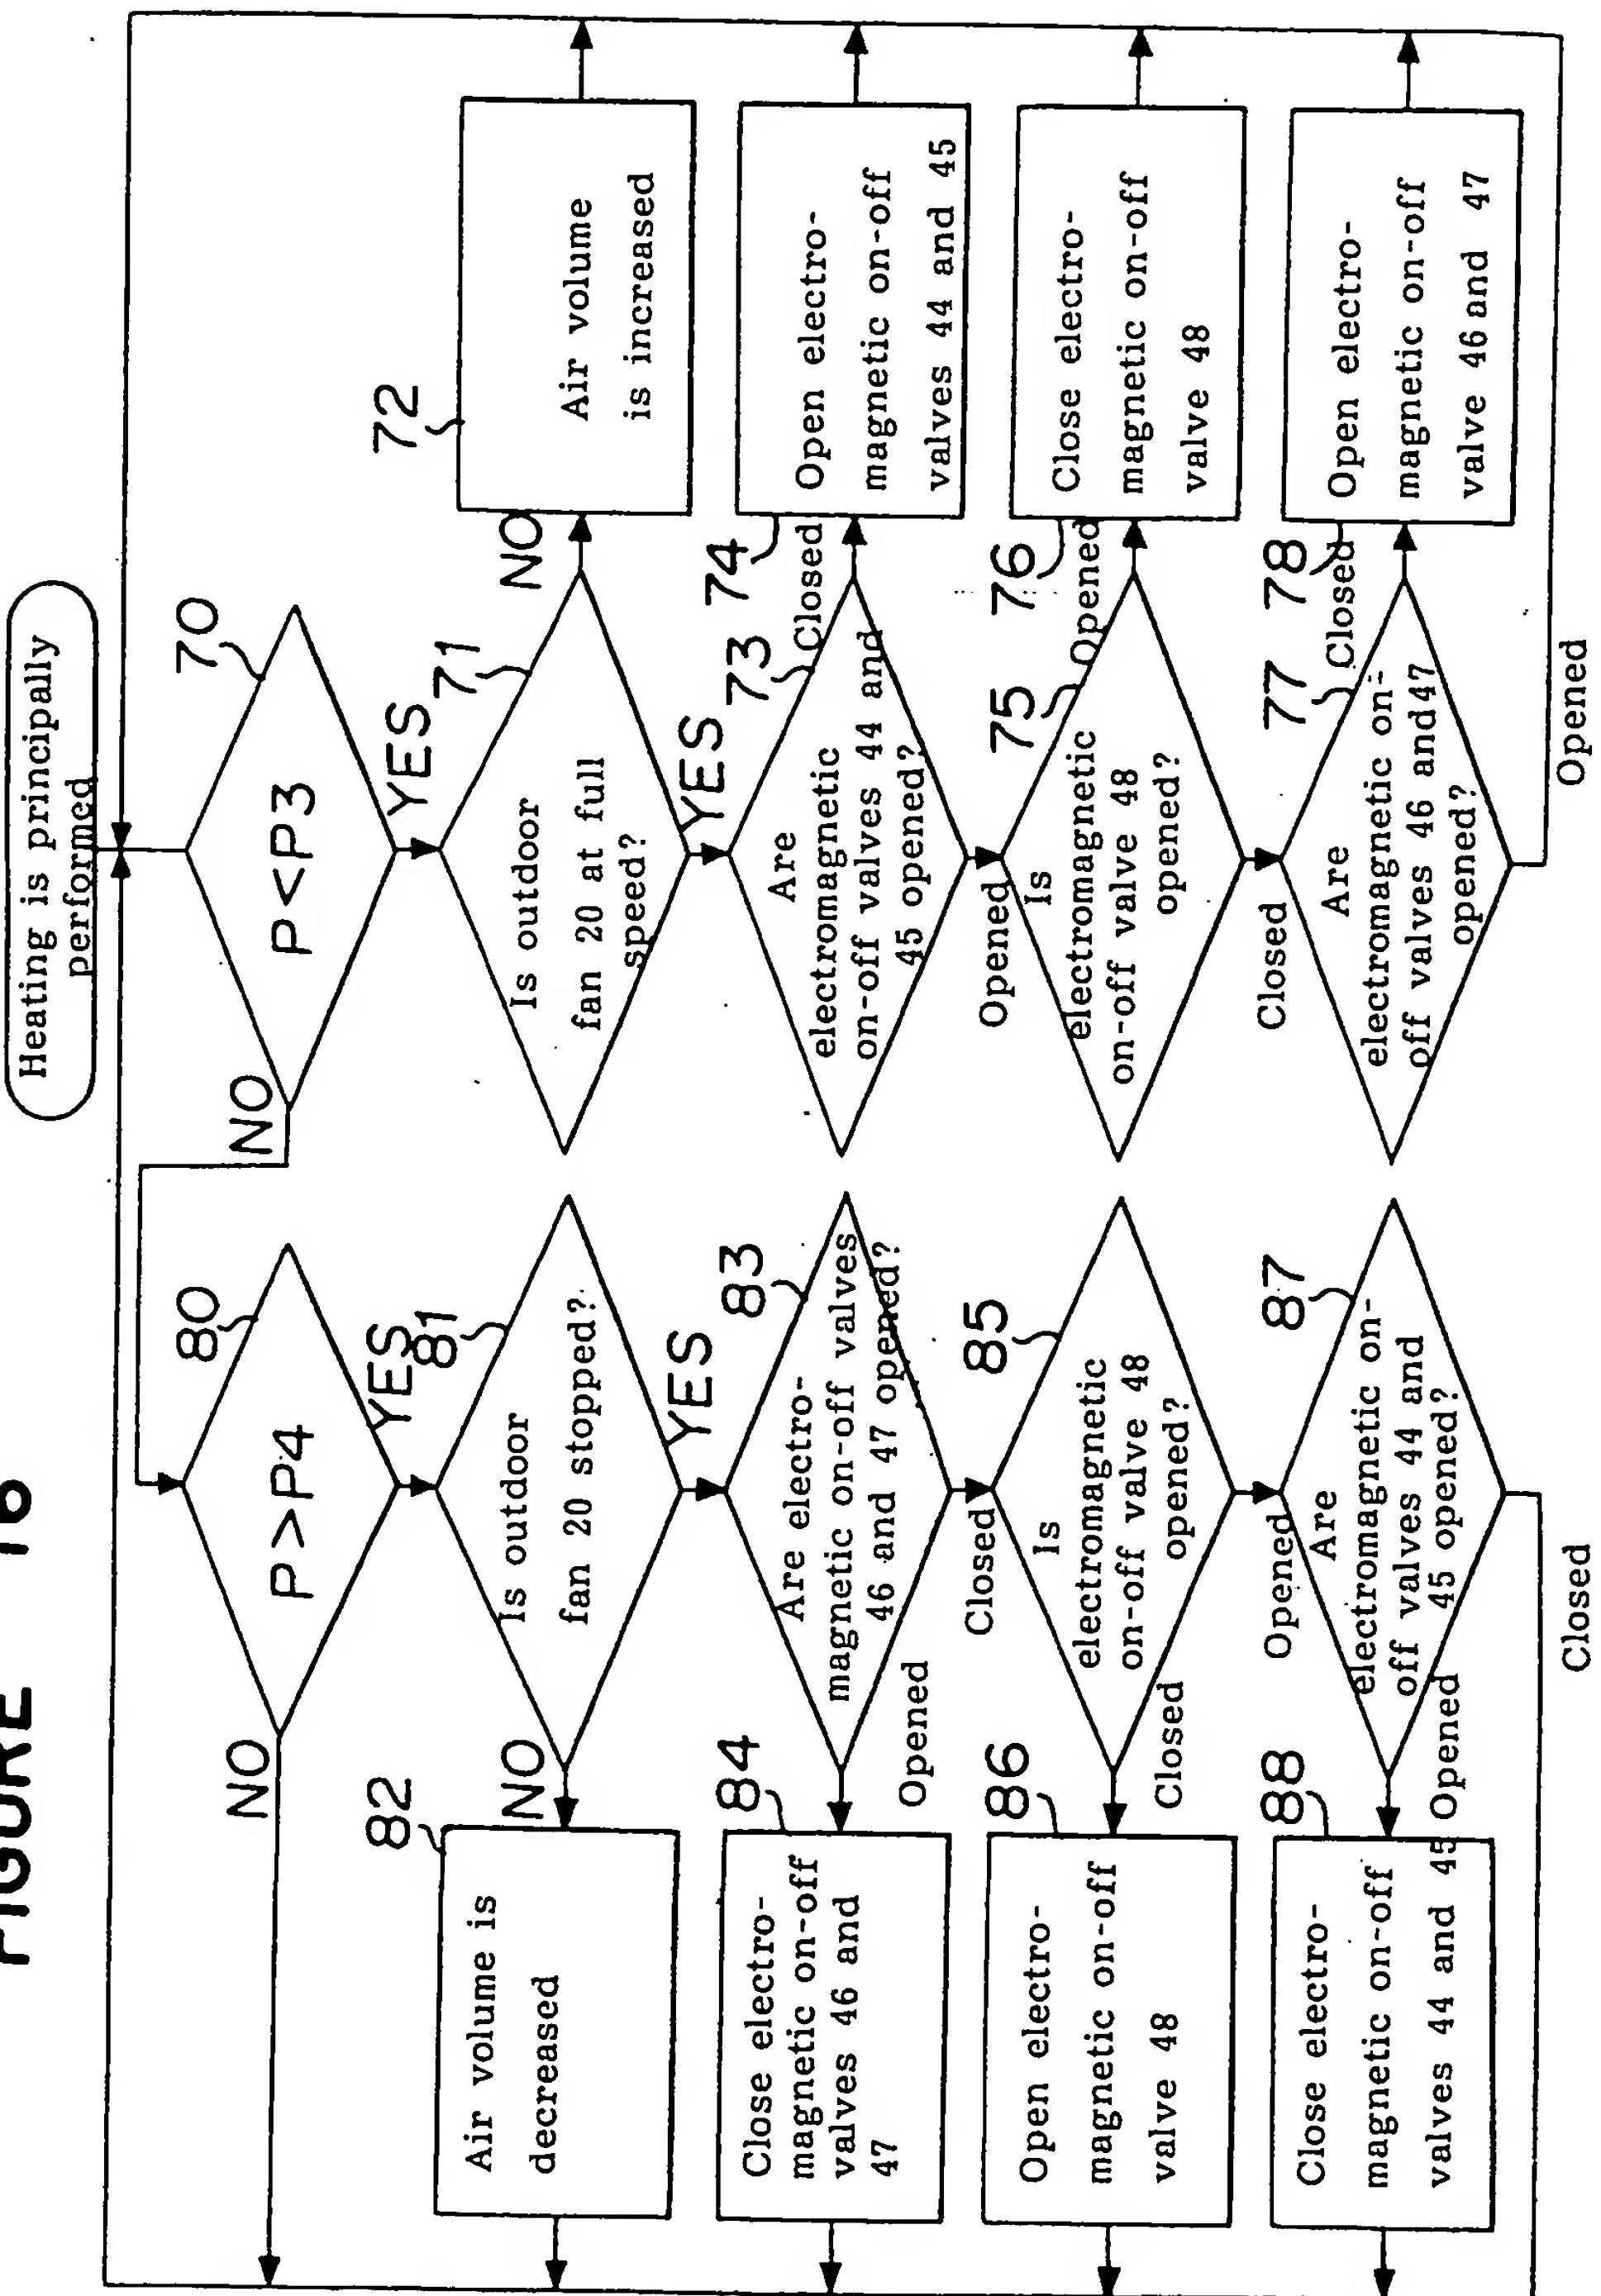 FIGURE 16
Heating is principally
performed
70
P<P3
NO
YES
71
Is outdoor
fan 20 at full
speed?
NO
72
Air volume
is increased
YES
73
Are
electromagnetic
on-off valves 44 and
45 opened?
Closed
74
Open electro-
magnetic on-off
valves 44 and 45
Opened
75
Is
electromagnetic
on-off valve 48
opened?
Opened
76
Close electro-
magnetic on-off
valve 48
Closed
77
Are
electromagnetic on-
off valves 46 and 47
opened?
Closed
78
Open electro-
magnetic on-off
valve 46 and 47
Opened
80
P>P4
NO
YES
81
Is outdoor
fan 20 stopped?
NO
82
Air volume is
decreased
YES
83
Are electro-
magnetic on-off valves
46 and 47 opened?
Opened
84
Close electro-
magnetic on-off
valves 46 and
47
Closed
85
Is
electromagnetic
on-off valve 48
opened?
Closed
86
Open electro-
magnetic on-off
valve 48
Opened
87
Are
electromagnetic on-
off valves 44 and
45 opened?
Opened
88
Close electro-
magnetic on-off
valves 44 and 45
Closed